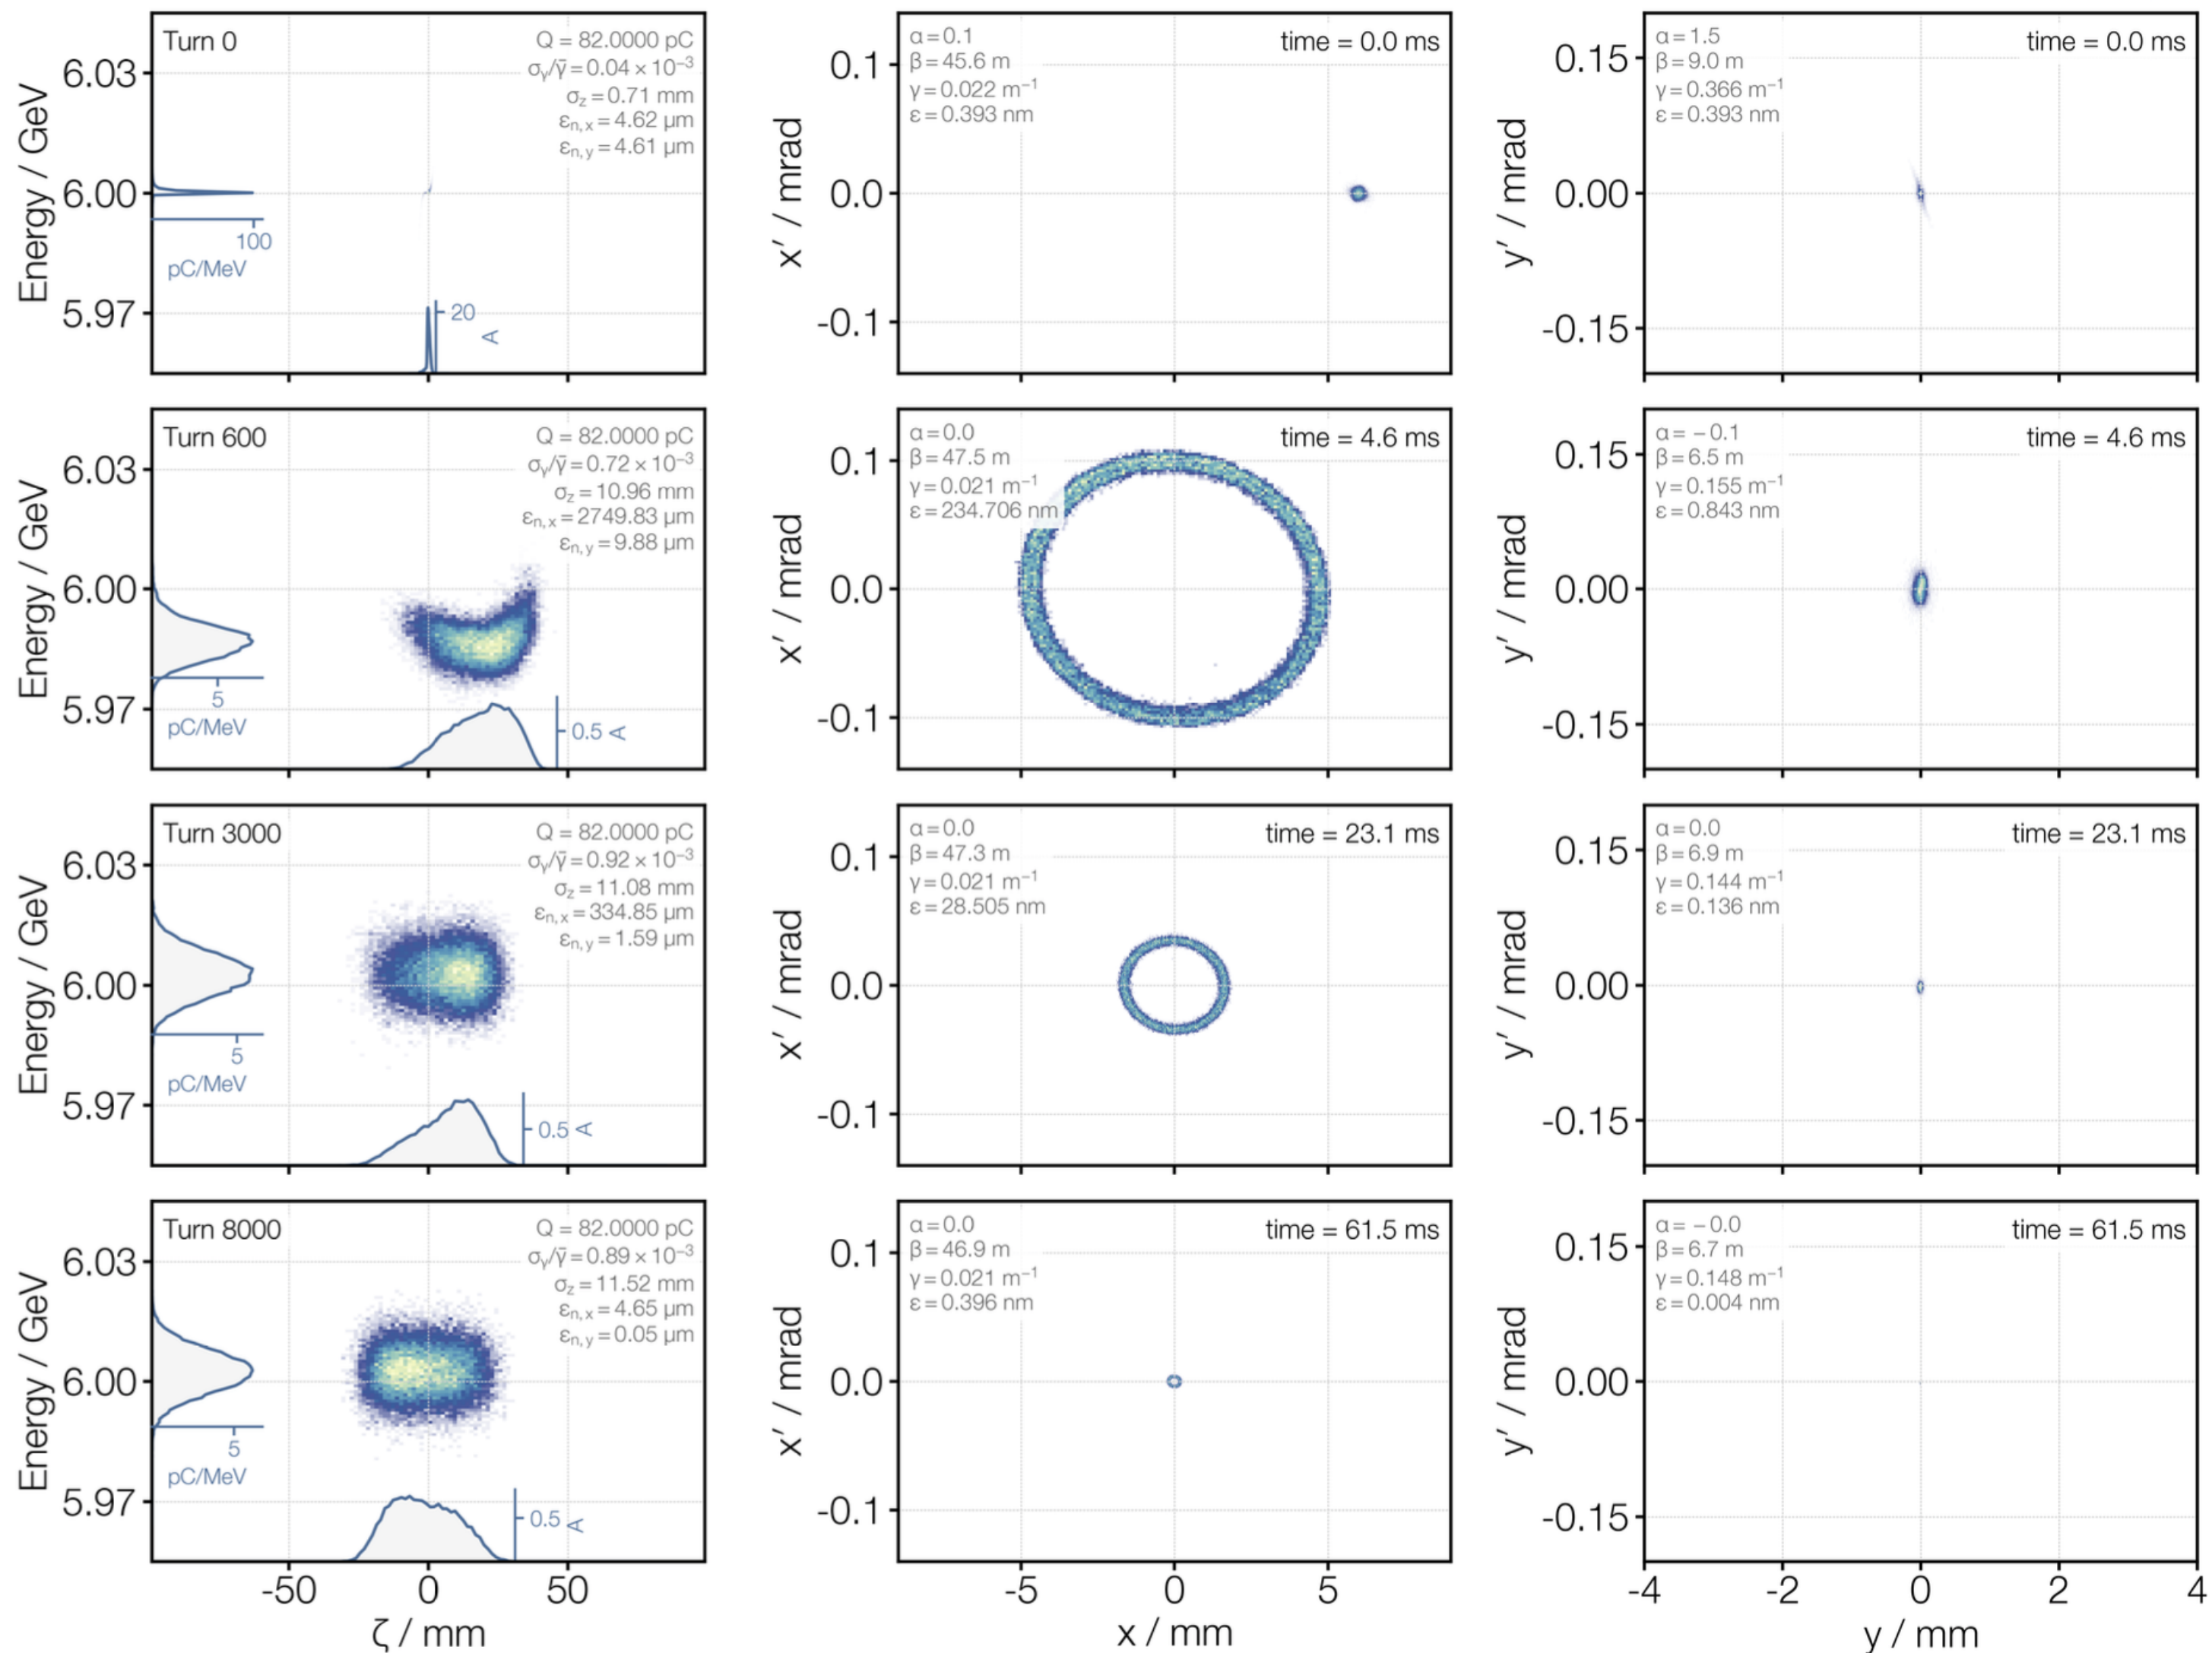 Energy / GeV
6.03
6.00
5.97
Turn 0
Q = 82.0000 pC
σγ/γ̄ = 0.04 × 10⁻³
σz = 0.71 mm
εn,x = 4.62 μm
εn,y = 4.61 μm
100
pC/MeV
20
A
x′ / mrad
0.1
0.0
-0.1
α = 0.1
β = 45.6 m
γ = 0.022 m⁻¹
ε = 0.393 nm
time = 0.0 ms
y′ / mrad
0.15
0.00
-0.15
α = 1.5
β = 9.0 m
γ = 0.366 m⁻¹
ε = 0.393 nm
time = 0.0 ms
Energy / GeV
6.03
6.00
5.97
Turn 600
Q = 82.0000 pC
σγ/γ̄ = 0.72 × 10⁻³
σz = 10.96 mm
εn,x = 2749.83 μm
εn,y = 9.88 μm
5
pC/MeV
0.5
A
x′ / mrad
0.1
0.0
-0.1
α = 0.0
β = 47.5 m
γ = 0.021 m⁻¹
ε = 234.706 nm
time = 4.6 ms
y′ / mrad
0.15
0.00
-0.15
α = −0.1
β = 6.5 m
γ = 0.155 m⁻¹
ε = 0.843 nm
time = 4.6 ms
Energy / GeV
6.03
6.00
5.97
Turn 3000
Q = 82.0000 pC
σγ/γ̄ = 0.92 × 10⁻³
σz = 11.08 mm
εn,x = 334.85 μm
εn,y = 1.59 μm
5
pC/MeV
0.5
A
x′ / mrad
0.1
0.0
-0.1
α = 0.0
β = 47.3 m
γ = 0.021 m⁻¹
ε = 28.505 nm
time = 23.1 ms
y′ / mrad
0.15
0.00
-0.15
α = 0.0
β = 6.9 m
γ = 0.144 m⁻¹
ε = 0.136 nm
time = 23.1 ms
Energy / GeV
6.03
6.00
5.97
Turn 8000
Q = 82.0000 pC
σγ/γ̄ = 0.89 × 10⁻³
σz = 11.52 mm
εn,x = 4.65 μm
εn,y = 0.05 μm
5
pC/MeV
0.5
A
-50 0 50
ζ / mm
x′ / mrad
0.1
0.0
-0.1
α = 0.0
β = 46.9 m
γ = 0.021 m⁻¹
ε = 0.396 nm
time = 61.5 ms
-5 0 5
x / mm
y′ / mrad
0.15
0.00
-0.15
α = −0.0
β = 6.7 m
γ = 0.148 m⁻¹
ε = 0.004 nm
time = 61.5 ms
-4 -2 0 2 4
y / mm